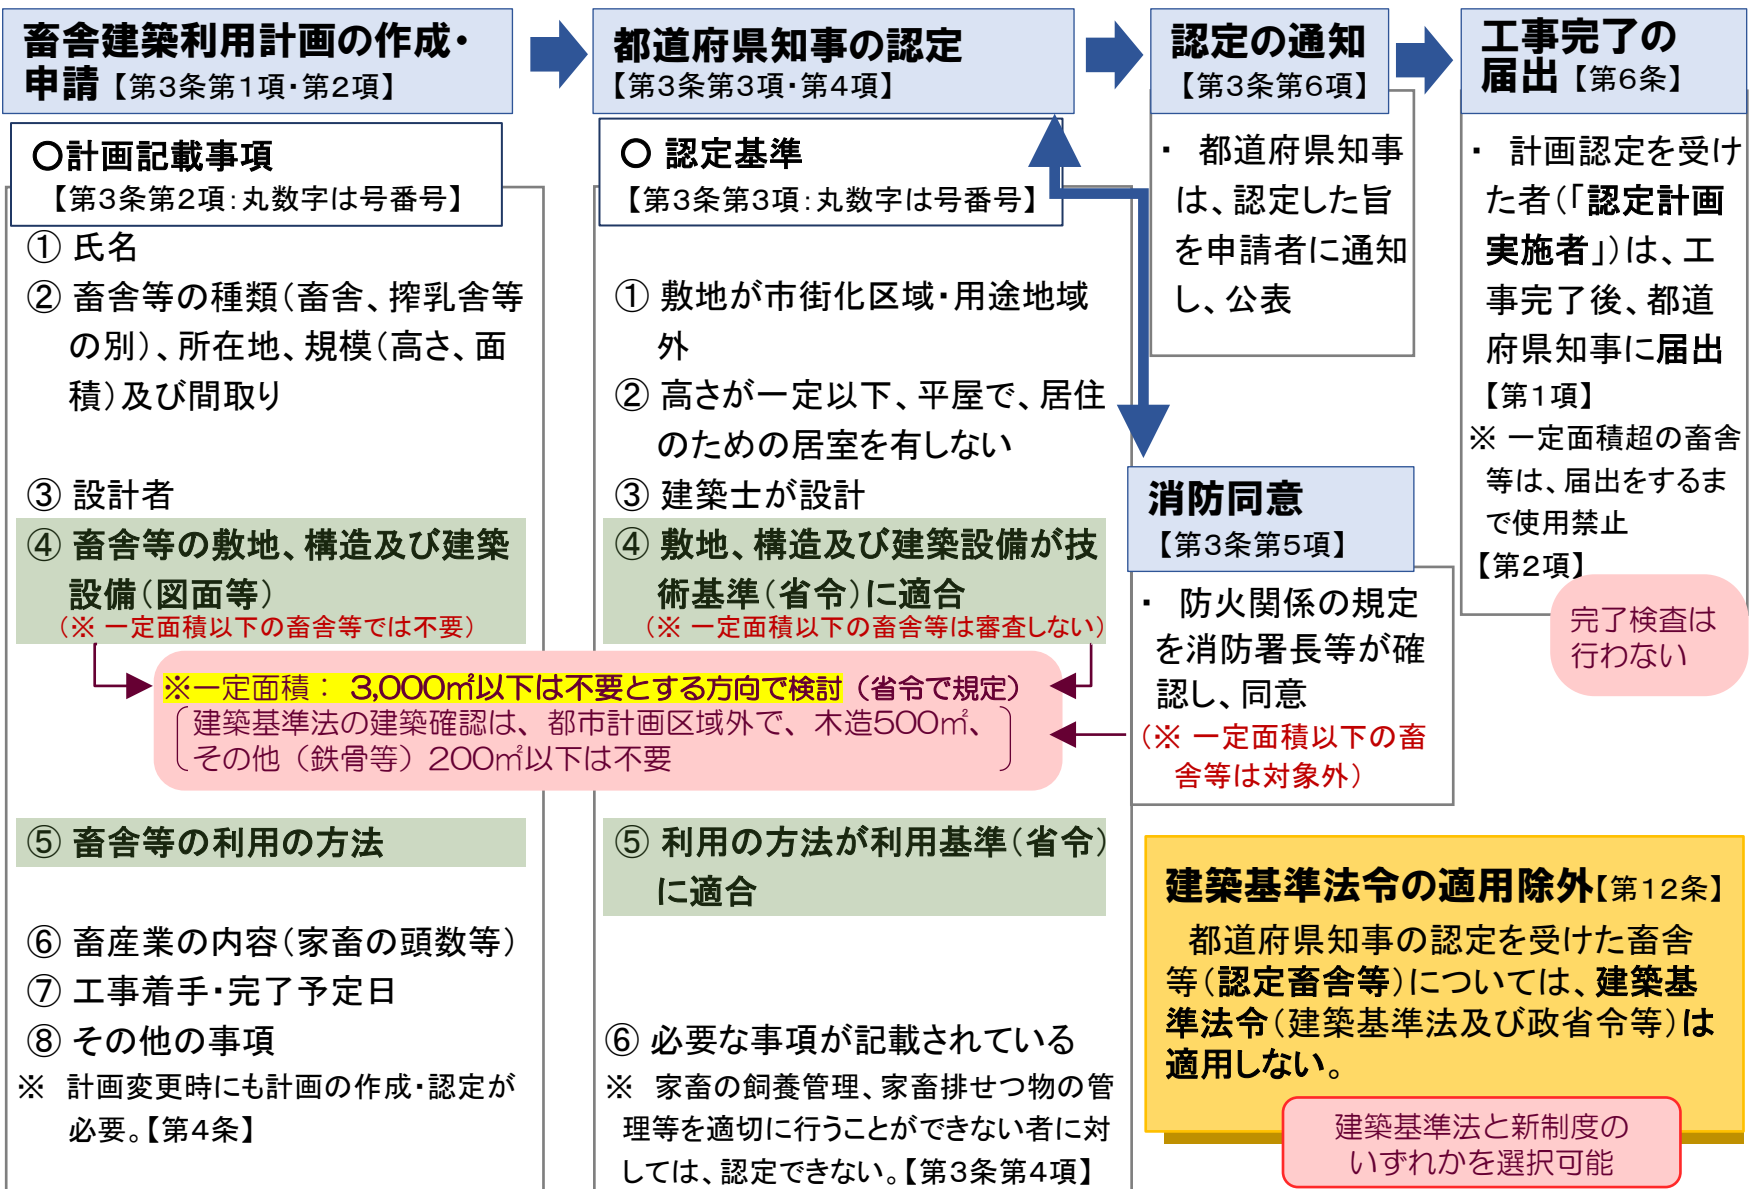 畜舎建築利用計画の作成・
申請【第3条第1項・第2項】
〇計画記載事項
【第3条第2項:丸数字は号番号】
① 氏名
② 畜舎等の種類(畜舎、搾乳舎等
の別)、所在地、規模(高さ、面
積)及び間取り
③ 設計者
④ 畜舎等の敷地、構造及び建築
設備(図面等)
(※ 一定面積以下の畜舎等では不要)
⑤ 畜舎等の利用の方法
⑥ 畜産業の内容(家畜の頭数等)
⑦ 工事着手・完了予定日
⑧ その他の事項
※ 計画変更時にも計画の作成・認定が
必要。【第4条】
都道府県知事の認定
【第3条第3項・第4項】
〇 認定基準
【第3条第3項:丸数字は号番号】
① 敷地が市街化区域・用途地域
外
② 高さが一定以下、平屋で、居住
のための居室を有しない
③ 建築士が設計
④ 敷地、構造及び建築設備が技
術基準(省令)に適合
(※ 一定面積以下の畜舎等は審査しない)
※一定面積: 3,000㎡以下は不要とする方向で検討(省令で規定)
建築基準法の建築確認は、都市計画区域外で、木造500㎡、
その他(鉄骨等)200㎡以下は不要
⑤ 利用の方法が利用基準(省令)
に適合
⑥ 必要な事項が記載されている
※ 家畜の飼養管理、家畜排せつ物の管
理等を適切に行うことができない者に対
しては、認定できない。【第3条第4項】
認定の通知
【第3条第6項】
・ 都道府県知事
は、認定した旨
を申請者に通知
し、公表
消防同意
【第3条第5項】
・ 防火関係の規定
を消防署長等が確
認し、同意
(※ 一定面積以下の畜
舎等は対象外)
工事完了の
届出【第6条】
・ 計画認定を受け
た者(「認定計画
実施者」)は、工
事完了後、都道
府県知事に届出
【第1項】
※ 一定面積超の畜舎
等は、届出をするま
で使用禁止
【第2項】
完了検査は
行わない
建築基準法令の適用除外【第12条】
都道府県知事の認定を受けた畜舎
等(認定畜舎等)については、建築基
準法令(建築基準法及び政省令等)は
適用しない。
建築基準法と新制度の
いずれかを選択可能